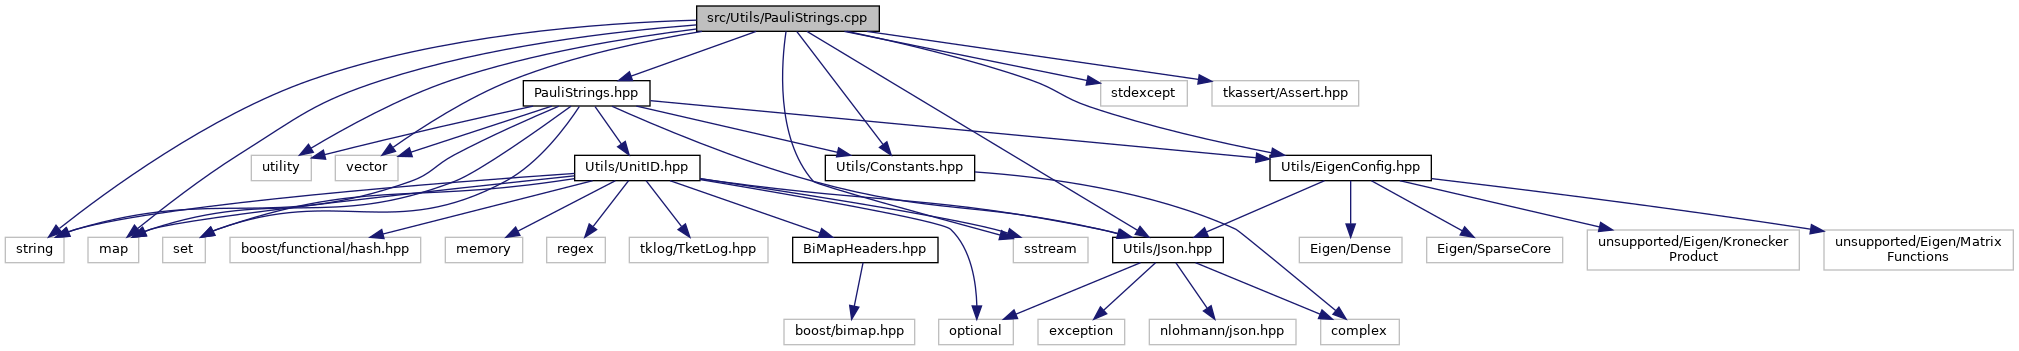 src/Utils/PauliStrings.cpp
PauliStrings.hpp
stdexcept
tkassert/Assert.hpp
utility
vector
Utils/UnitID.hpp
Utils/Constants.hpp
Utils/EigenConfig.hpp
string
map
set
boost/functional/hash.hpp
memory
regex
tklog/TketLog.hpp
BiMapHeaders.hpp
sstream
Utils/Json.hpp
Eigen/Dense
Eigen/SparseCore
unsupported/Eigen/Kronecker
Product
unsupported/Eigen/Matrix
Functions
boost/bimap.hpp
optional
exception
nlohmann/json.hpp
complex